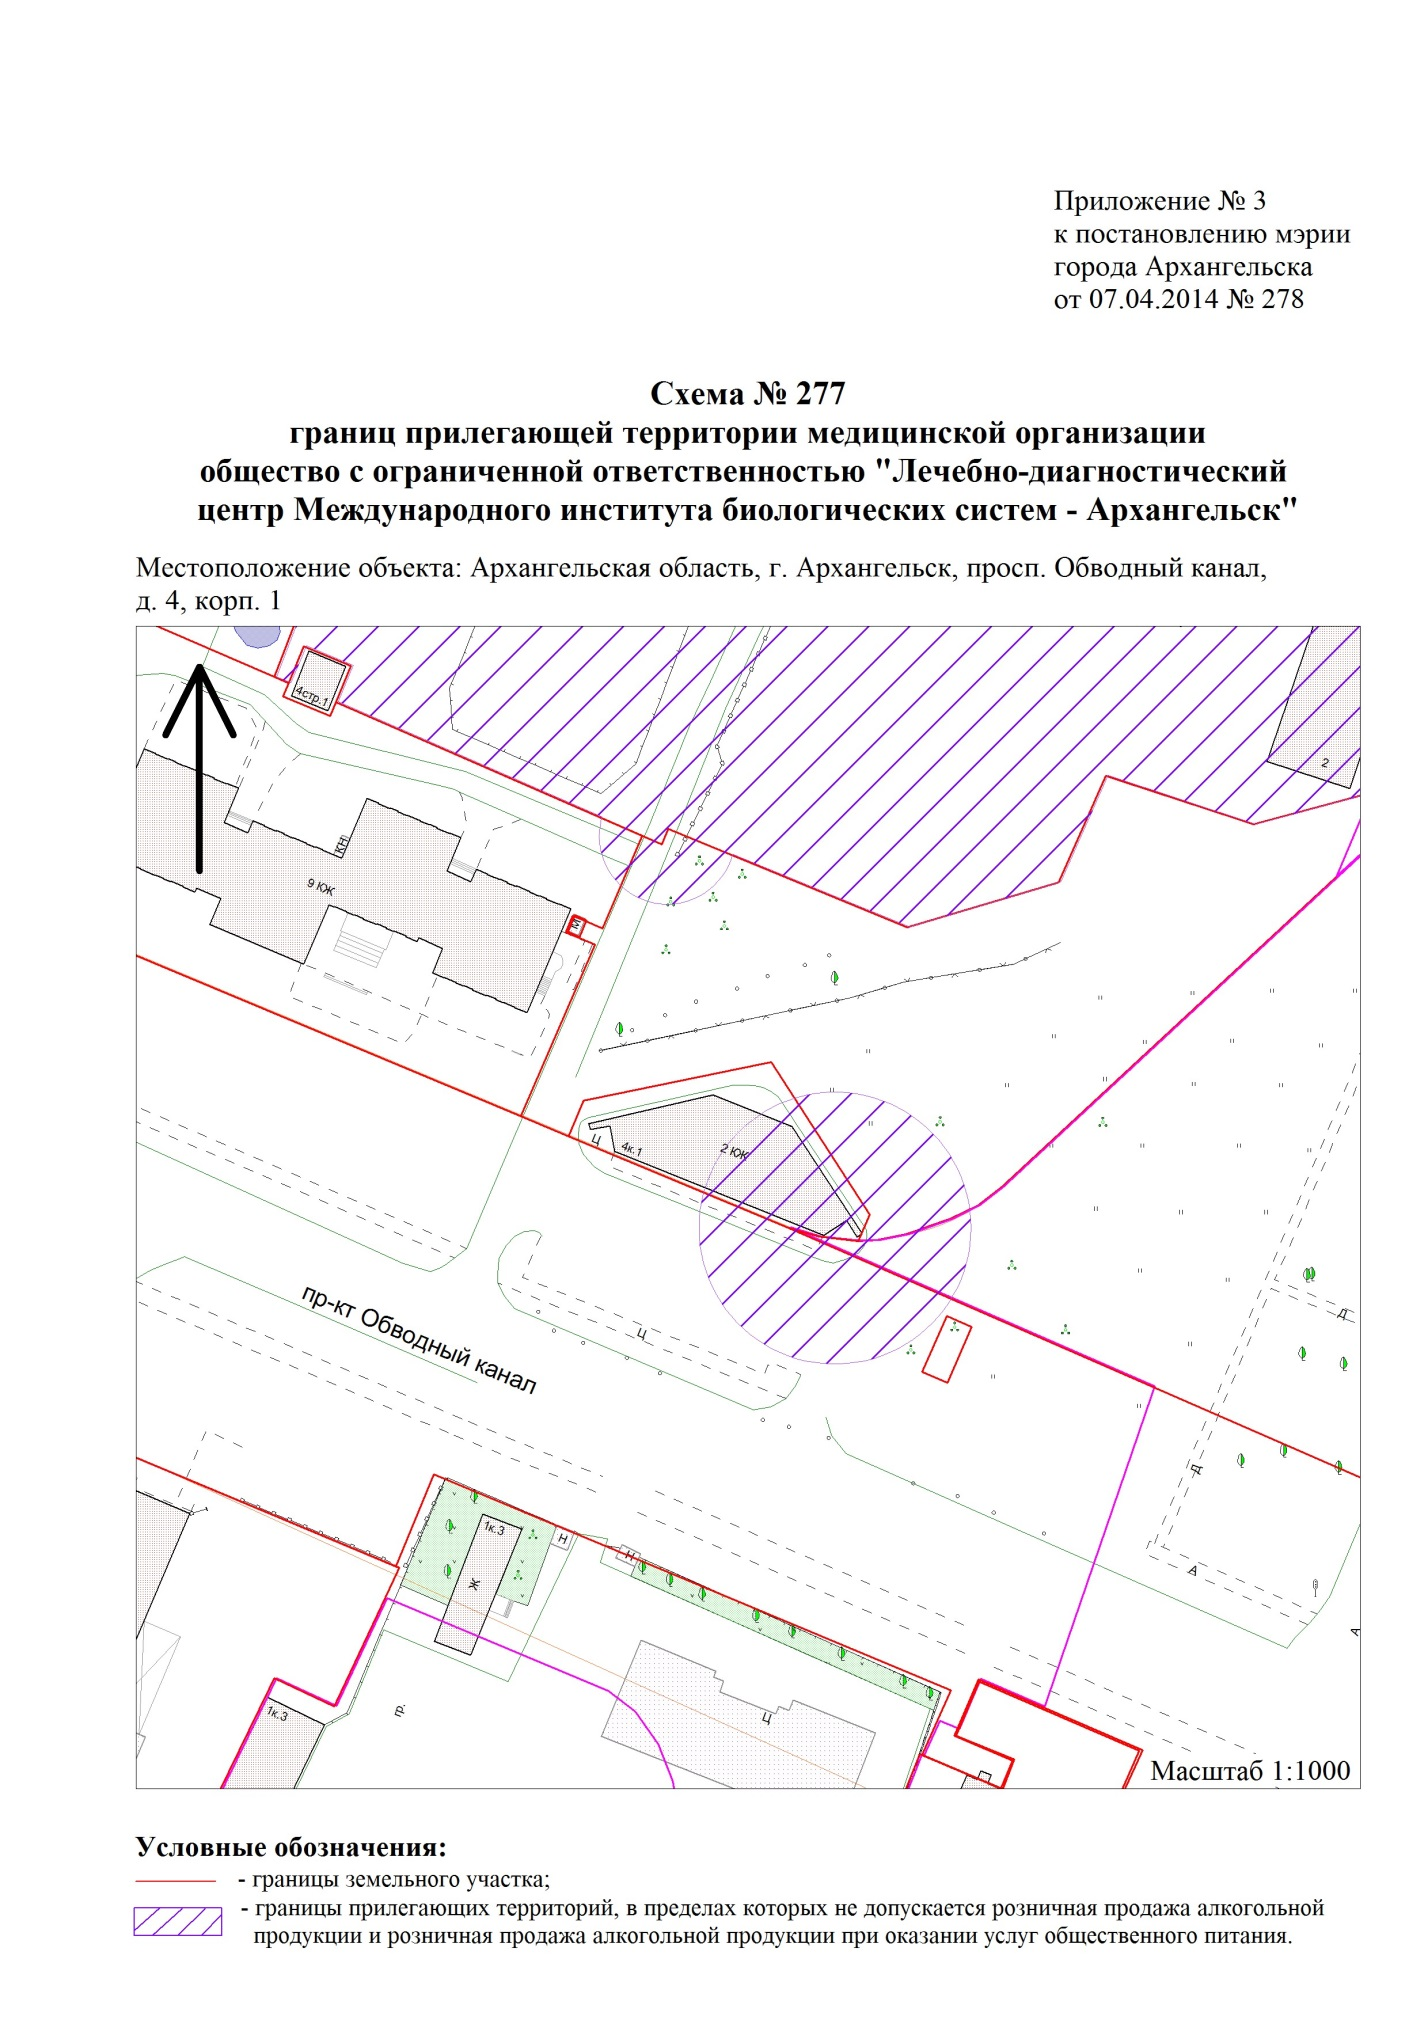 Приложение № 3
к постановлению мэрии
города Архангельска
от 07.04.2014 № 278
Схема № 277
границ прилегающей территории медицинской организации
общество с ограниченной ответственностью "Лечебно-диагностический
центр Международного института биологических систем - Архангельск"
Местоположение объекта: Архангельская область, г. Архангельск, просп. Обводный канал,
д. 4, корп. 1
4стр.1
2
КН
9 КЖ
М
Ц
4к.1
2 КЖ
пр-кт Обводный канал
Ц
Д
Д
А
А
1к.3
Н
Н
Ж
1к.3
гр.
Ц
Масштаб 1:1000
Условные обозначения:
- границы земельного участка;
- границы прилегающих территорий, в пределах которых не допускается розничная продажа алкогольной
продукции и розничная продажа алкогольной продукции при оказании услуг общественного питания.